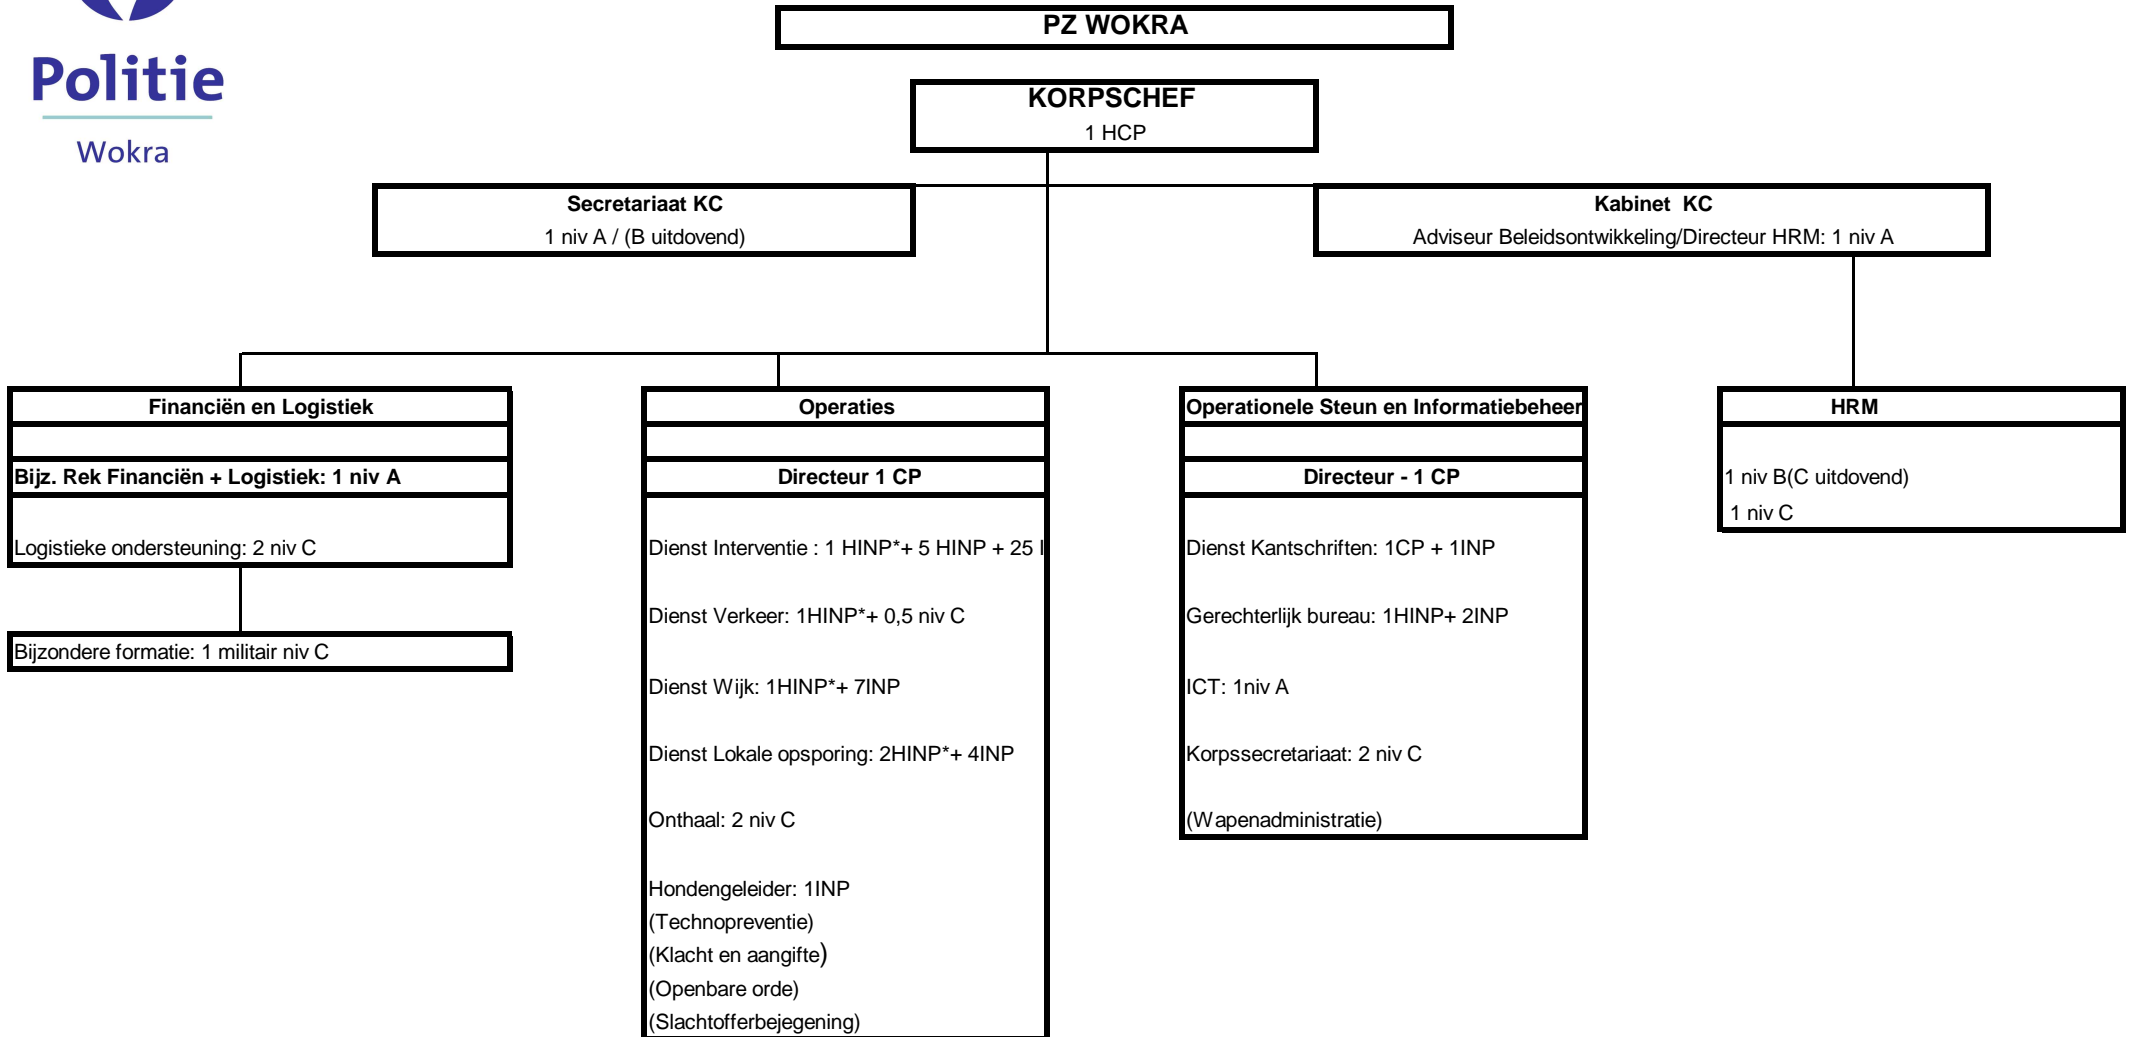 Politie
Wokra
PZ WOKRA
KORPSCHEF
1 HCP
Secretariaat KC
1 niv A / (B uitdovend)
Kabinet KC
Adviseur Beleidsontwikkeling/Directeur HRM: 1 niv A
Financiën en Logistiek
Bijz. Rek Financiën + Logistiek: 1 niv A
Logistieke ondersteuning: 2 niv C
Bijzondere formatie: 1 militair niv C
Operaties
Directeur 1 CP
Dienst Interventie : 1 HINP*+ 5 HINP + 25 I
Dienst Verkeer: 1HINP*+ 0,5 niv C
Dienst Wijk: 1HINP*+ 7INP
Dienst Lokale opsporing: 2HINP*+ 4INP
Onthaal: 2 niv C
Hondengeleider: 1INP
(Technopreventie)
(Klacht en aangifte)
(Openbare orde)
(Slachtofferbejegening)
Operationele Steun en Informatiebeheer
Directeur - 1 CP
Dienst Kantschriften: 1CP + 1INP
Gerechterlijk bureau: 1HINP+ 2INP
ICT: 1niv A
Korpssecretariaat: 2 niv C
(Wapenadministratie)
HRM
1 niv B(C uitdovend)
1 niv C